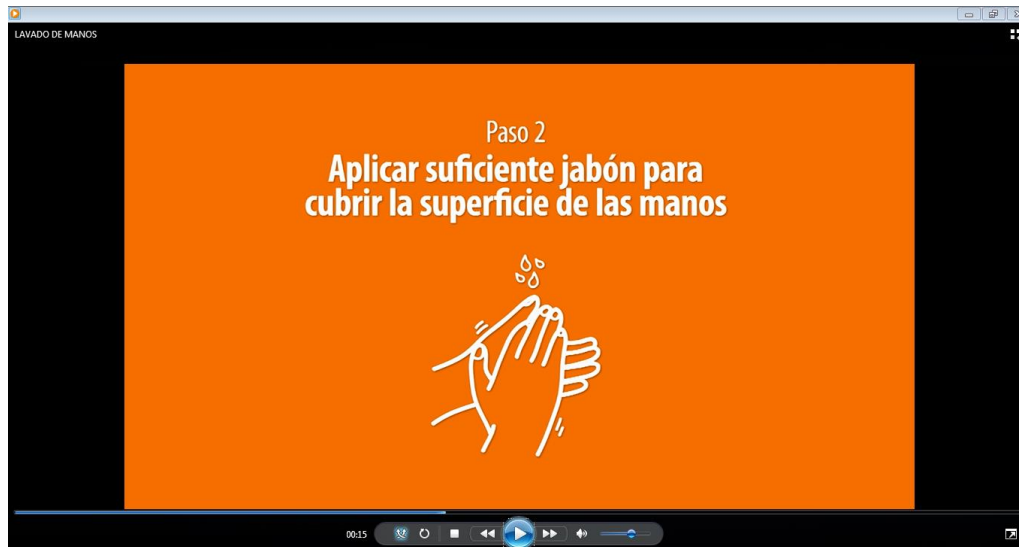 LAVADO DE MANOS
Paso 2
Aplicar suficiente jabón para
cubrir la superficie de las manos
00:15